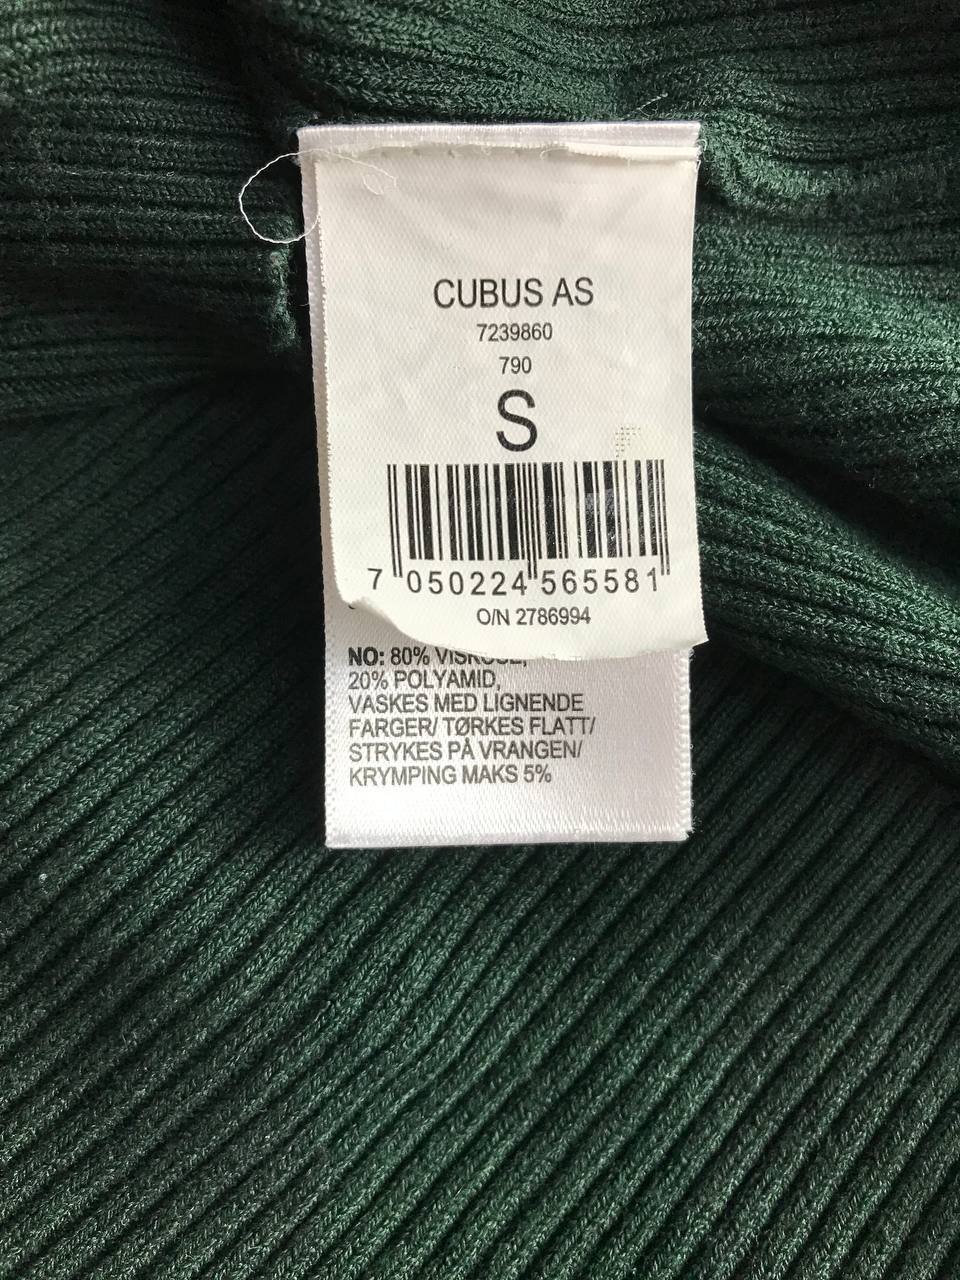 CUBUS AS
7239860
790
S
7 050224 565581
O/N 2786994
NO: 80% VISKOSE,
20% POLYAMID,
VASKES MED LIGNENDE
FARGER/ TØRKES FLATT/
STRYKES PÅ VRANGEN/
KRYMPING MAKS 5%